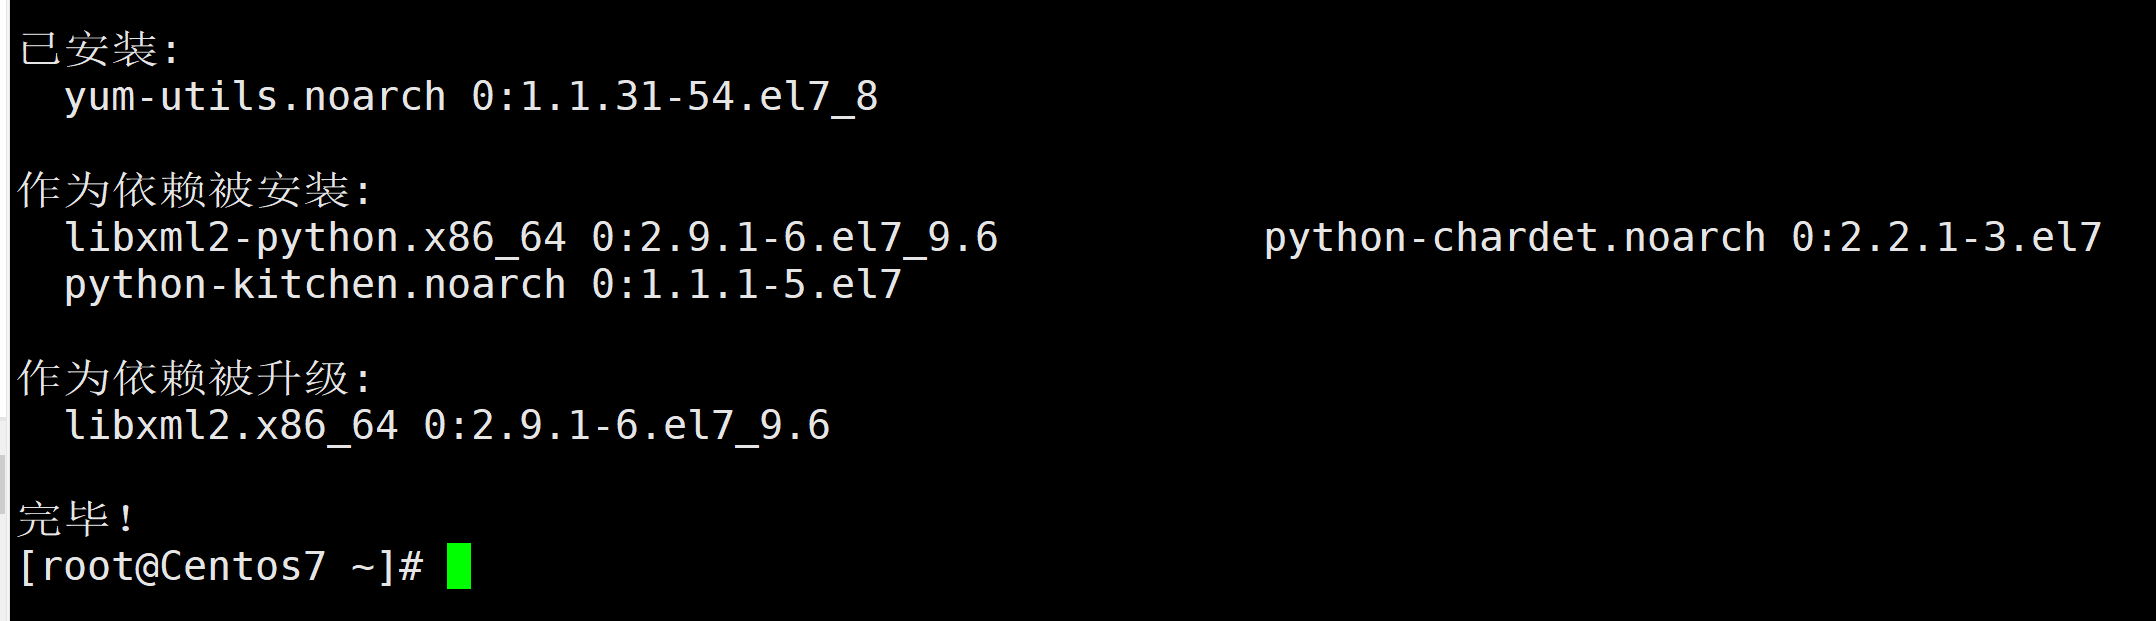 已安装:
  yum-utils.noarch 0:1.1.31-54.el7_8
作为依赖被安装:
  libxml2-python.x86_64 0:2.9.1-6.el7_9.6           python-chardet.noarch 0:2.2.1-3.el7
  python-kitchen.noarch 0:1.1.1-5.el7
作为依赖被升级:
  libxml2.x86_64 0:2.9.1-6.el7_9.6
完毕！
[root@Centos7 ~]#